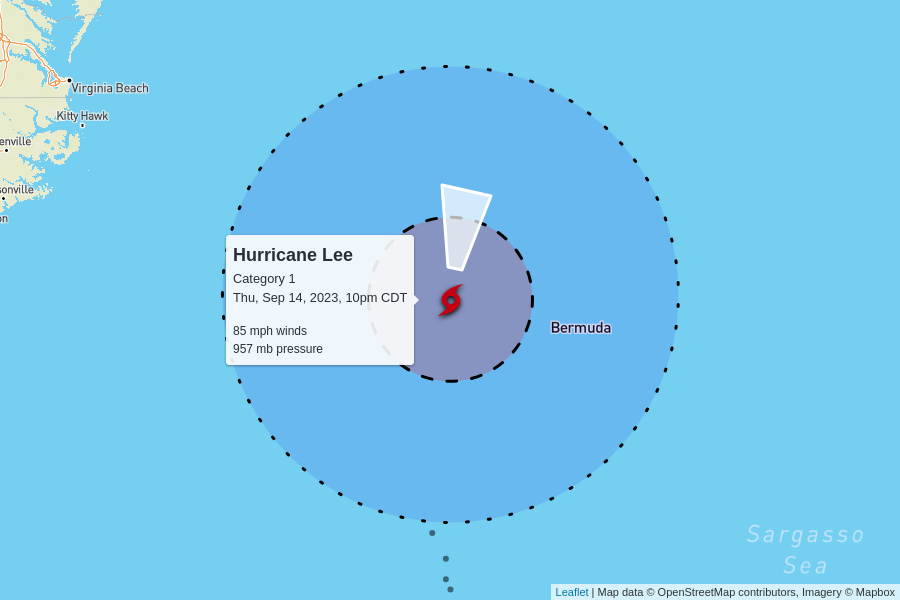 Virginia Beach
Kitty Hawk
enville
sonville
on
Hurricane Lee
Category 1
Thu, Sep 14, 2023, 10pm CDT
85 mph winds
957 mb pressure
Bermuda
Sargasso
Sea
Leaflet | Map data © OpenStreetMap contributors, Imagery © Mapbox